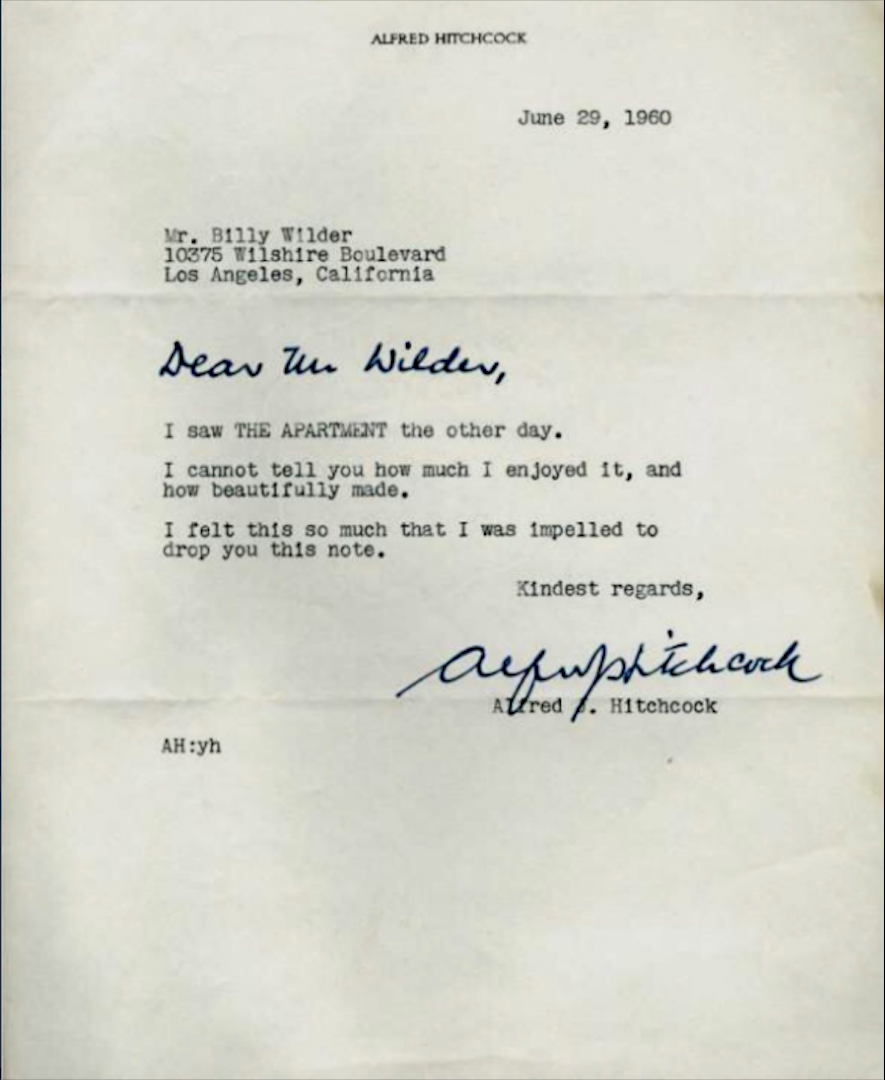 ALFRED HITCHCOCK
June 29, 1960
Mr. Billy Wilder
10375 Wilshire Boulevard
Los Angeles, California
Dear Mr Wilder,
I saw THE APARTMENT the other day.
I cannot tell you how much I enjoyed it, and
how beautifully made.
I felt this so much that I was impelled to
drop you this note.
Kindest regards,
Alfred J Hitchcock
Alfred J. Hitchcock
AH:yh